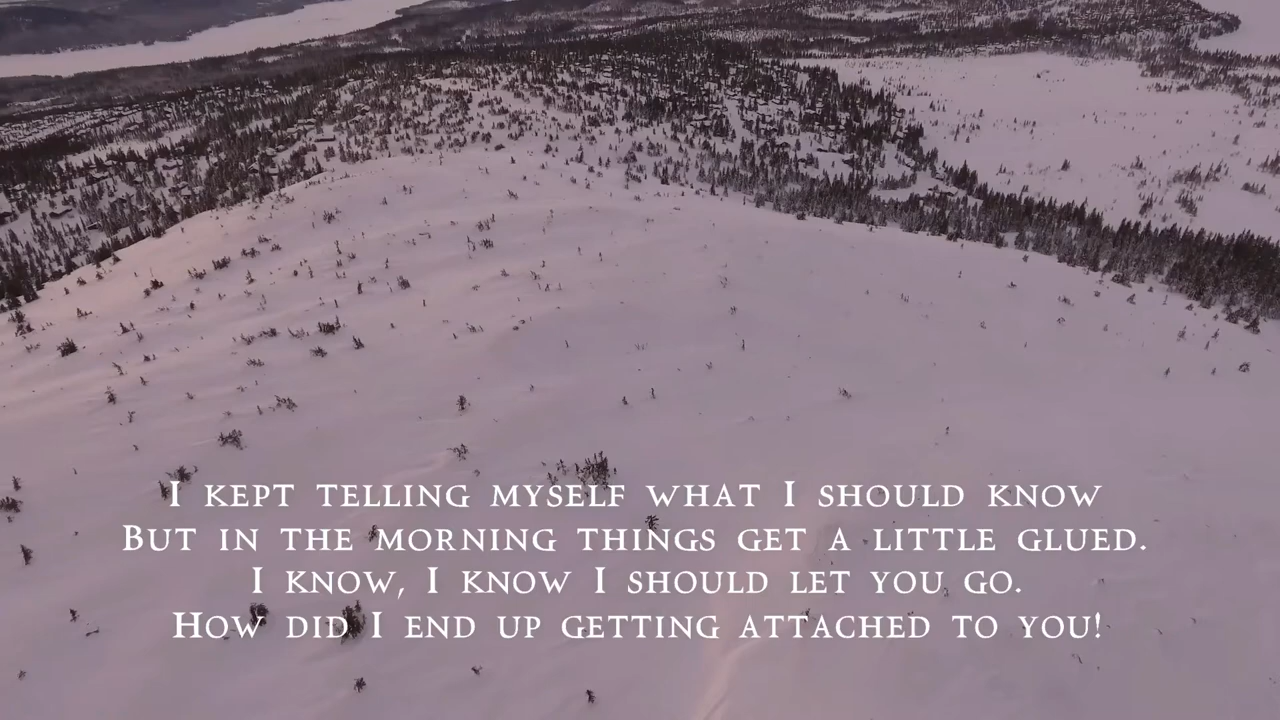 I kept telling myself what I should know
But in the morning things get a little glued.
I know, I know I should let you go.
How did I end up getting attached to you!